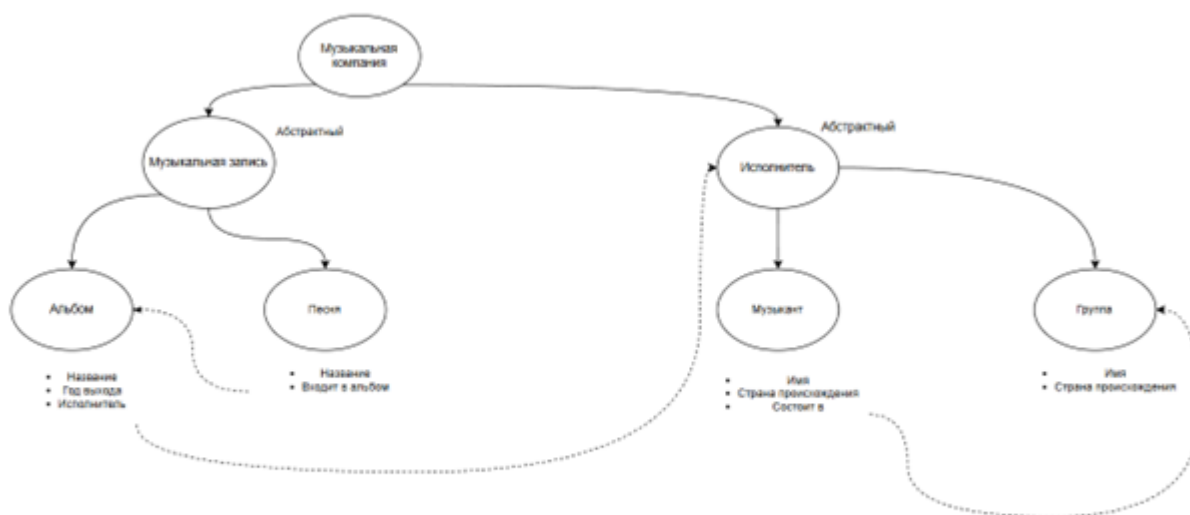 Музыкальная
компания
Абстрактный
Музыкальная запись
Абстрактный
Исполнитель
Альбом
Песня
Музыкант
Группа
• Название
• Год выхода
• Исполнитель
• Название
• Входит в альбом
• Имя
• Страна происхождения
• Состоит в
• Имя
• Страна происхождения